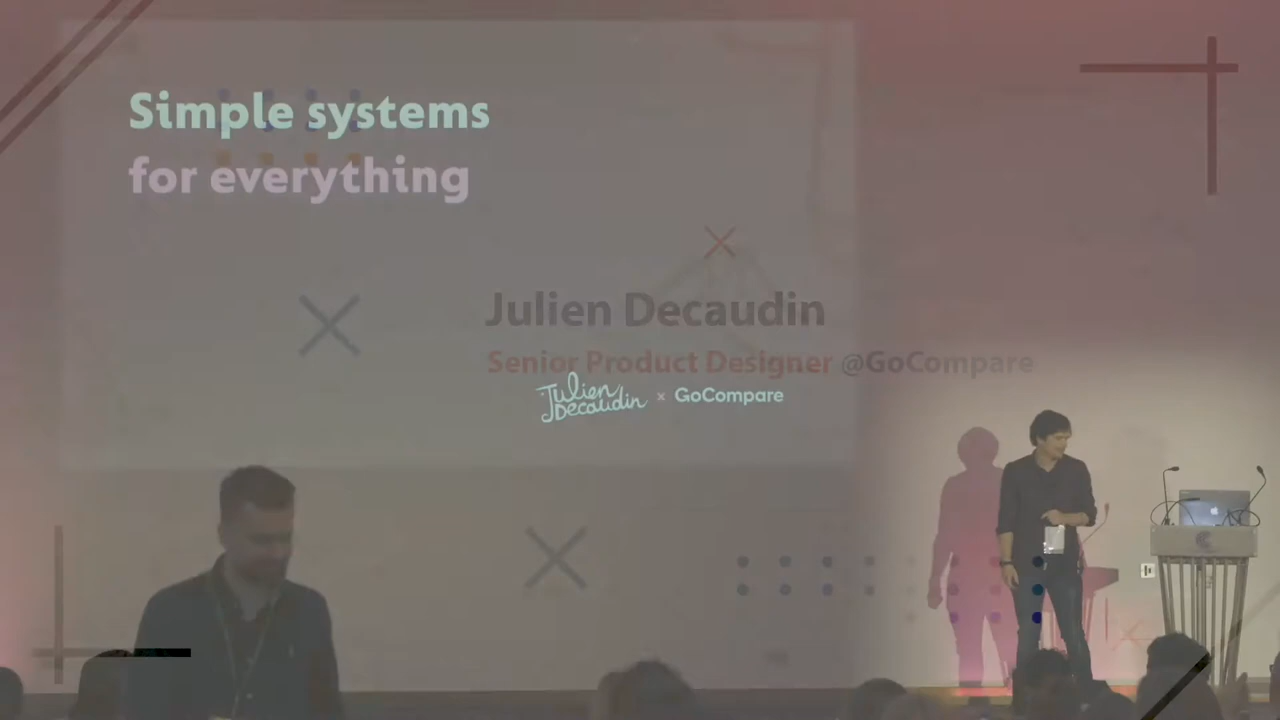 Simple systems
for everything
Julien Decaudin
Senior Product Designer @GoCompare
Julien Decaudin × GoCompare